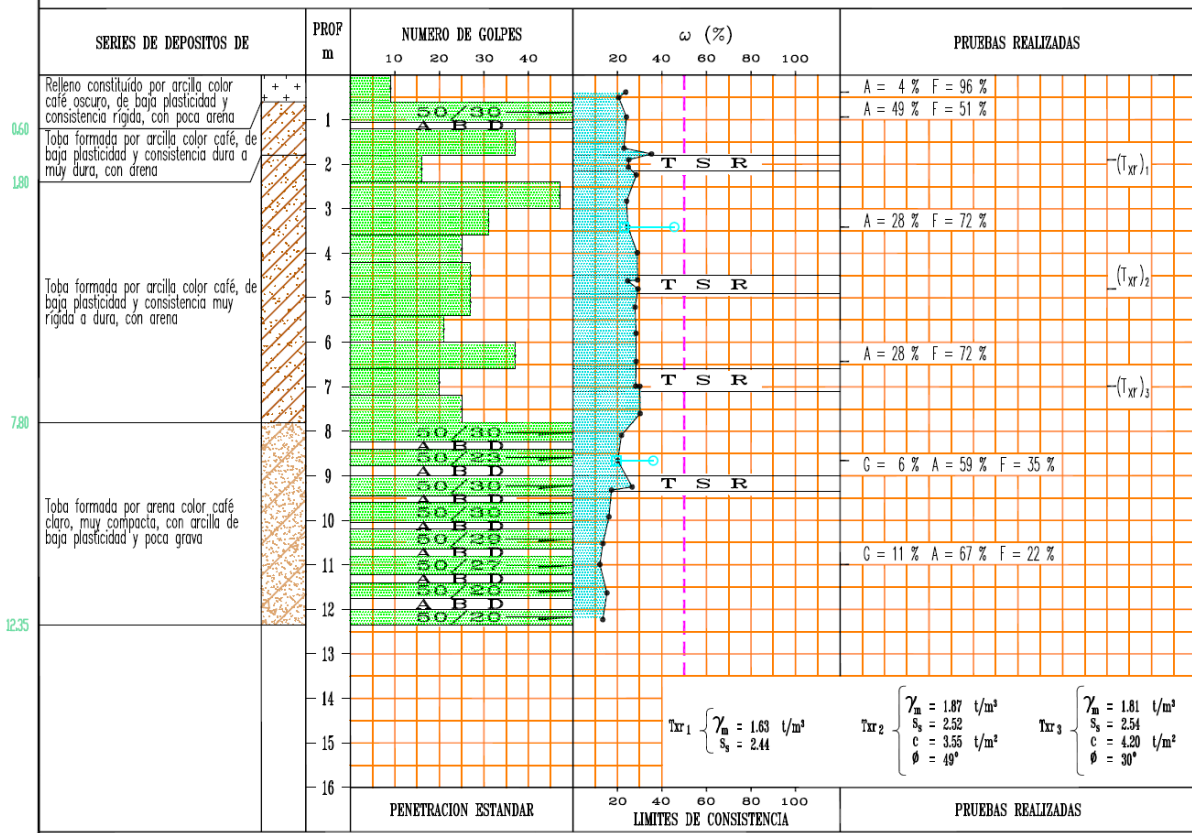 SERIES DE DEPOSITOS DE
PROF
m
NUMERO DE GOLPES
10 20 30 40
ω (%)
20 40 60 80 100
PRUEBAS REALIZADAS
Relleno constituído por arcilla color
café oscuro, de baja plasticidad y
consistencia rígida, con poca arena
0.60
Toba formada por arcilla color café, de
baja plasticidad y consistencia dura a
muy dura, con arena
1.80
Toba formada por arcilla color café, de
baja plasticidad y consistencia muy
rígida a dura, con arena
7.80
Toba formada por arena color café
claro, muy compacta, con arcilla de
baja plasticidad y poca grava
12.35
1
2
3
4
5
6
7
8
9
10
11
12
13
14
15
16
50/30
A B D
50/30
A B D
50/23
A B D
50/30
A B D
50/30
A B D
50/29
A B D
50/27
A B D
50/20
A B D
50/20
T S R
T S R
T S R
T S R
A = 4 % F = 96 %
A = 49 % F = 51 %
(Txr)1
A = 28 % F = 72 %
(Txr)2
A = 28 % F = 72 %
(Txr)3
G = 6 % A = 59 % F = 35 %
G = 11 % A = 67 % F = 22 %
Txr1 { γm = 1.63 t/m³
Ss = 2.44
Txr2 { γm = 1.87 t/m³
Ss = 2.52
c = 3.55 t/m²
ø = 49°
Txr3 { γm = 1.81 t/m³
Ss = 2.54
c = 4.20 t/m²
ø = 30°
PENETRACION ESTANDAR
20 40 60 80 100
LIMITES DE CONSISTENCIA
PRUEBAS REALIZADAS